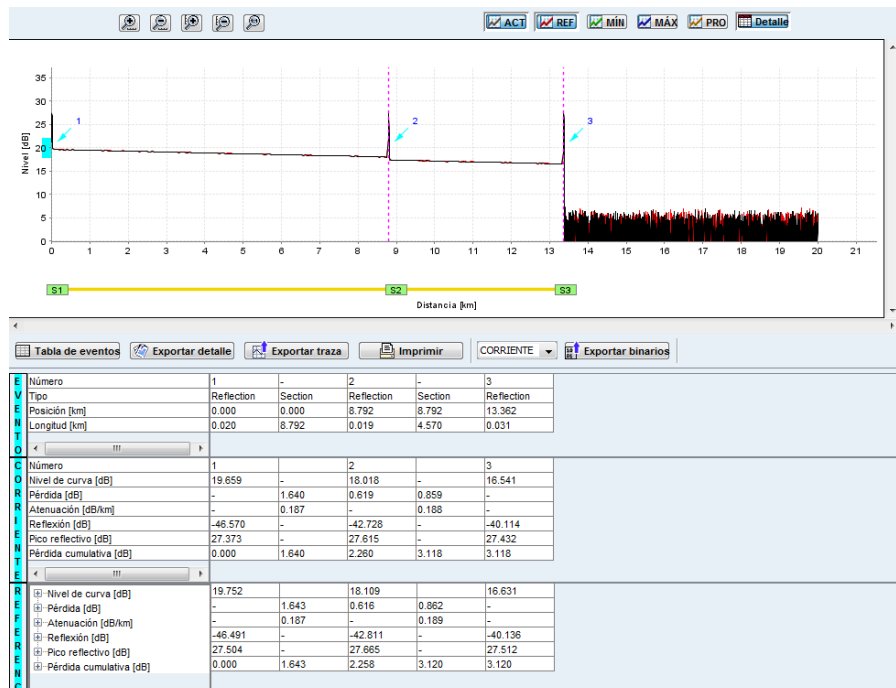 ACT REF MÍN MÁX PRO Detalle
35
30
25
20
15
10
5
0
Nivel [dB]
1 2 3
0 1 2 3 4 5 6 7 8 9 10 11 12 13 14 15 16 17 18 19 20 21
S1 S2 S3
Distancia [km]
Tabla de eventos Exportar detalle Exportar traza Imprimir CORRIENTE Exportar binarios
EVENTO
Número 1 - 2 - 3
Tipo Reflection Section Reflection Section Reflection
Posición [km] 0.000 0.000 8.792 8.792 13.362
Longitud [km] 0.020 8.792 0.019 4.570 0.031
CORRIENTE
Número 1 2 3
Nivel de curva [dB] 19.659 - 18.018 - 16.541
Pérdida [dB] - 1.640 0.619 0.859 -
Atenuación [dB/km] - 0.187 - 0.188 -
Reflexión [dB] -46.570 - -42.728 - -40.114
Pico reflectivo [dB] 27.373 - 27.615 - 27.432
Pérdida cumulativa [dB] 0.000 1.640 2.260 3.118 3.118
REFERENC
Nivel de curva [dB] 19.752 18.109 16.631
Pérdida [dB] - 1.643 0.616 0.862 -
Atenuación [dB/km] - 0.187 - 0.189 -
Reflexión [dB] -46.491 - -42.811 - -40.136
Pico reflectivo [dB] 27.504 - 27.665 - 27.512
Pérdida cumulativa [dB] 0.000 1.643 2.258 3.120 3.120